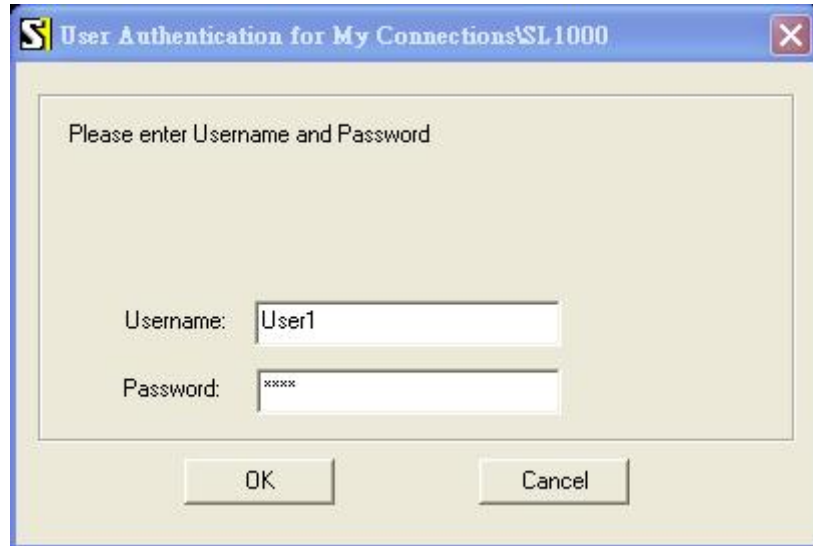 User Authentication for My Connections\SL1000
Please enter Username and Password
Username: User1
Password: ****
OK Cancel